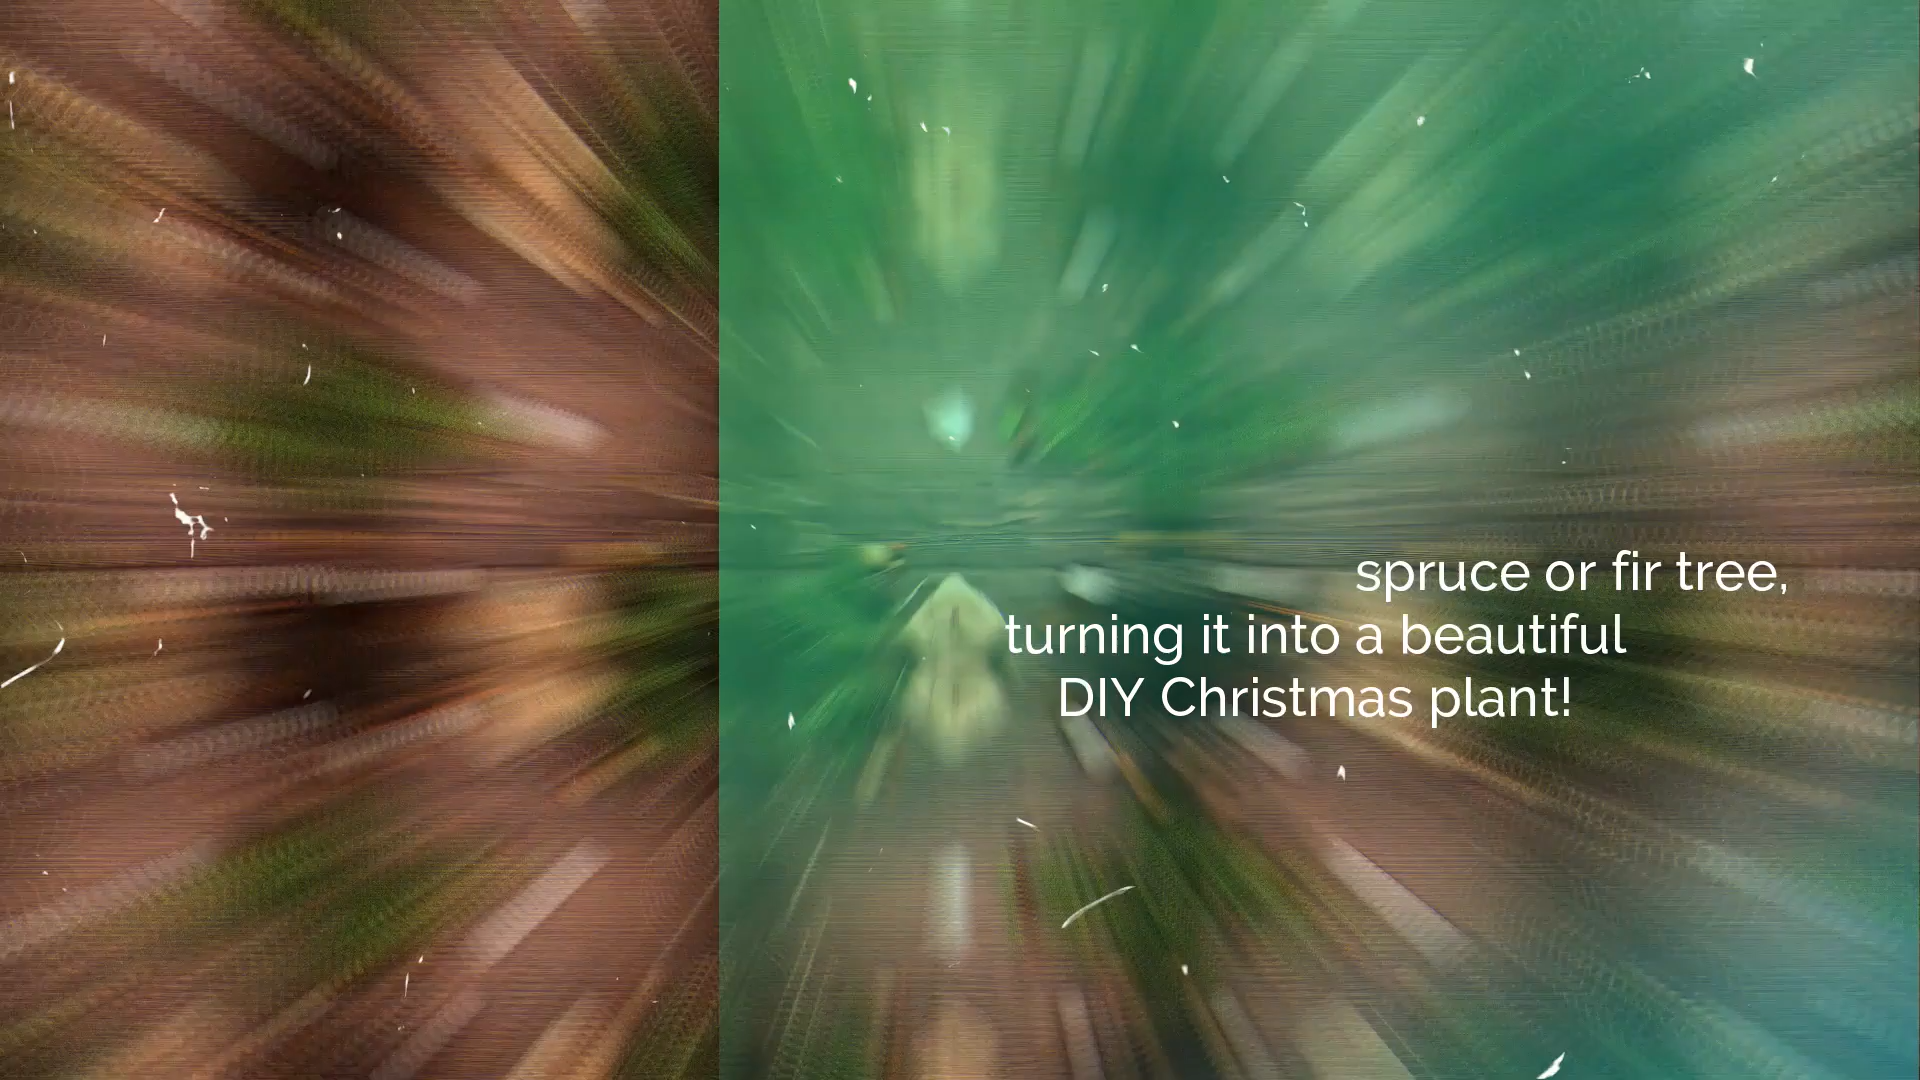 spruce or fir tree,
turning it into a beautiful
DIY Christmas plant!